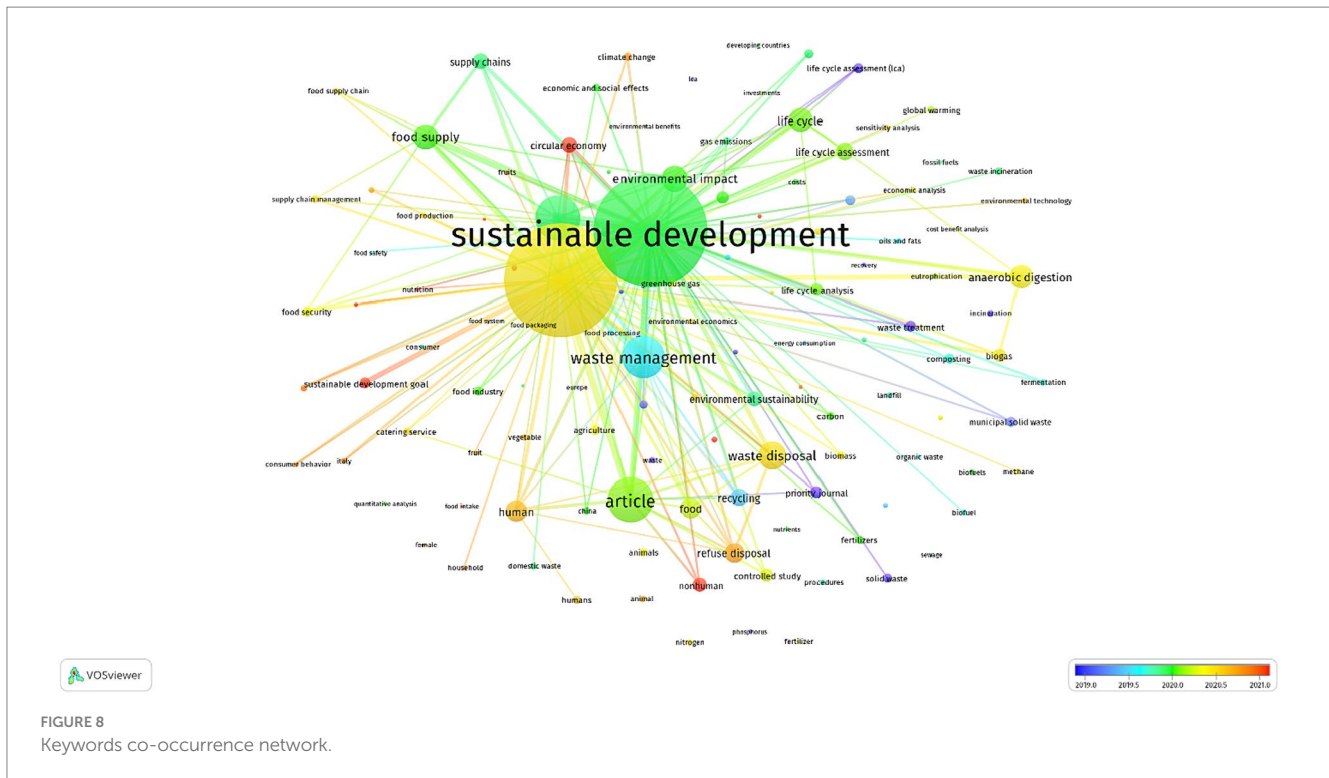 developing countries
supply chains
climate change
life cycle assessment (lca)
lea
food supply chain
economic and social effects
investments
global warming
food supply
environmental benefits
life cycle
sensitivity analysis
circular economy
gas emissions
life cycle assessment
fossil fuels
waste incineration
fruits
environmental impact
costs
economic analysis
supply chain management
environmental technology
food production
sustainable development
cost benefit analysis
oils and fats
food safety
recovery
eutrophication
anaerobic digestion
nutrition
greenhouse gas
life cycle analysis
food security
incineration
food system
food packaging
food processing
environmental economics
waste treatment
consumer
waste management
energy consumption
composting
biogas
sustainable development goal
food industry
europe
environmental sustainability
landfill
fermentation
carbon
municipal solid waste
catering service
vegetable
agriculture
consumer behavior
italy
fruit
waste
waste disposal
biomass
organic waste
biofuels
methane
quantitative analysis
food intake
human
article
china
food
recycling
priority journal
biofuel
nutrients
female
animals
refuse disposal
fertilizers
household
domestic waste
nonhuman
controlled study
procedures
solid waste
sewage
humans
animal
nitrogen
phosphorus
fertilizer
VOSviewer
2019.0 2019.5 2020.0 2020.5 2021.0
FIGURE 8
Keywords co-occurrence network.